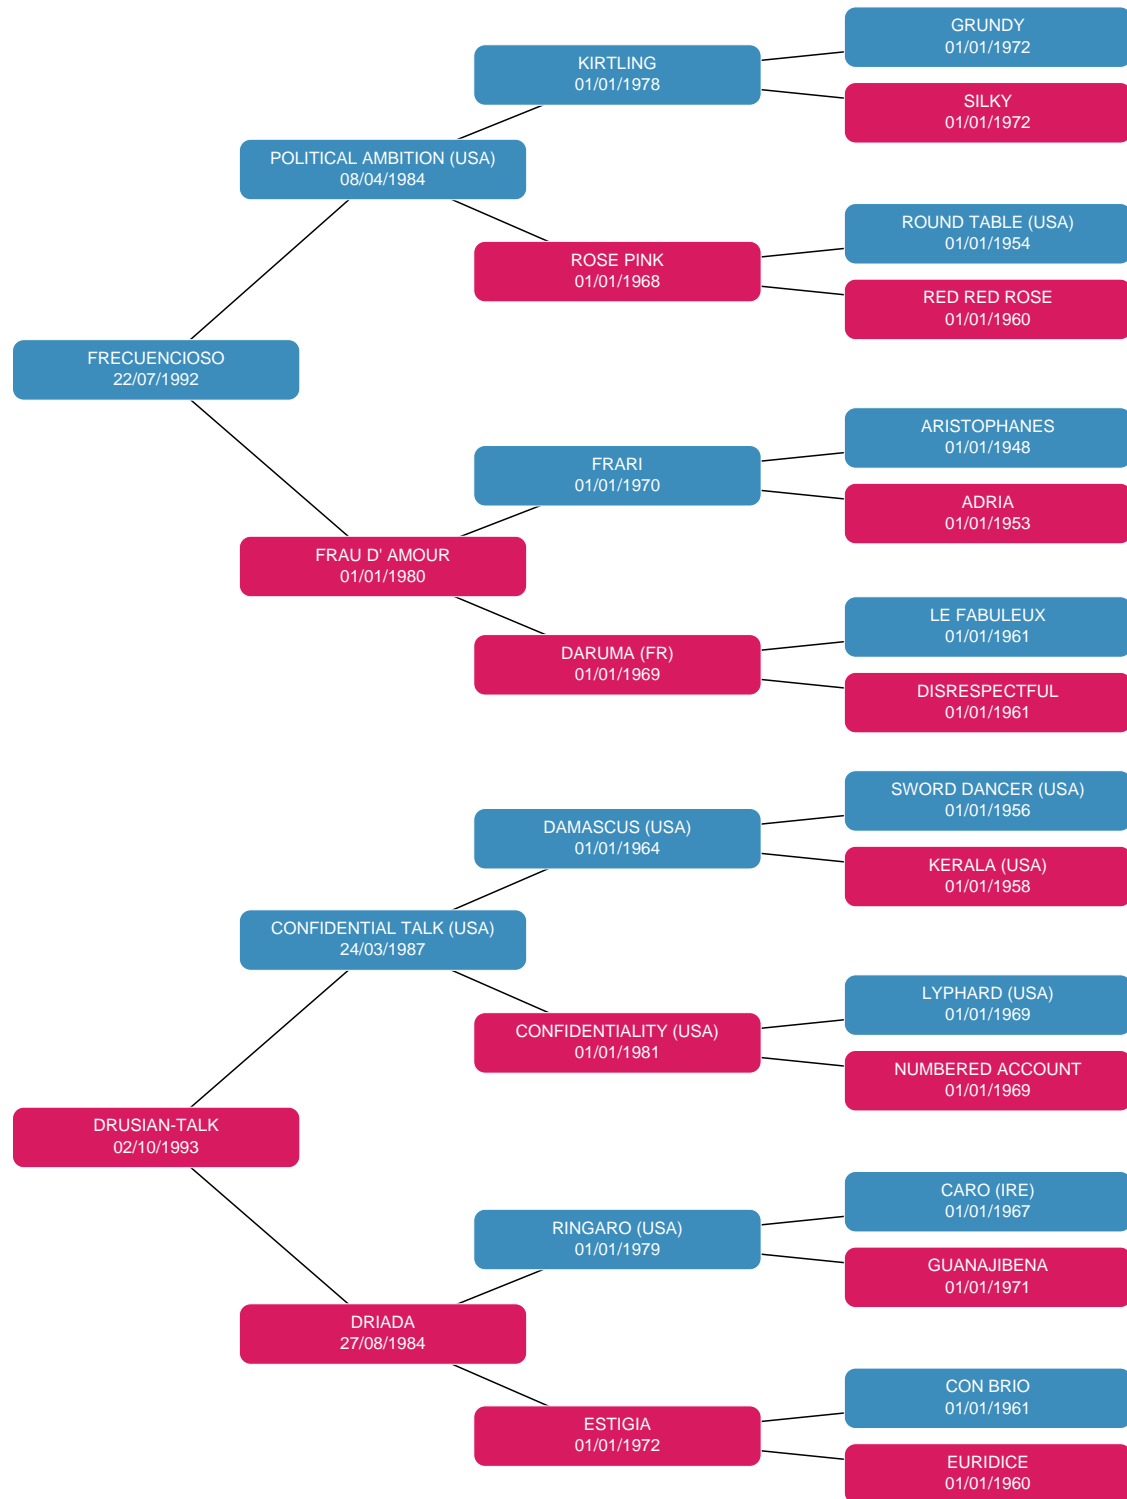 GRUNDY
01/01/1972
KIRTLING
01/01/1978
SILKY
01/01/1972
POLITICAL AMBITION (USA)
08/04/1984
ROUND TABLE (USA)
01/01/1954
ROSE PINK
01/01/1968
RED RED ROSE
01/01/1960
FRECUENCIOSO
22/07/1992
ARISTOPHANES
01/01/1948
FRARI
01/01/1970
ADRIA
01/01/1953
FRAU D' AMOUR
01/01/1980
LE FABULEUX
01/01/1961
DARUMA (FR)
01/01/1969
DISRESPECTFUL
01/01/1961
SWORD DANCER (USA)
01/01/1956
DAMASCUS (USA)
01/01/1964
KERALA (USA)
01/01/1958
CONFIDENTIAL TALK (USA)
24/03/1987
LYPHARD (USA)
01/01/1969
CONFIDENTIALITY (USA)
01/01/1981
NUMBERED ACCOUNT
01/01/1969
DRUSIAN-TALK
02/10/1993
CARO (IRE)
01/01/1967
RINGARO (USA)
01/01/1979
GUANAJIBENA
01/01/1971
DRIADA
27/08/1984
CON BRIO
01/01/1961
ESTIGIA
01/01/1972
EURIDICE
01/01/1960